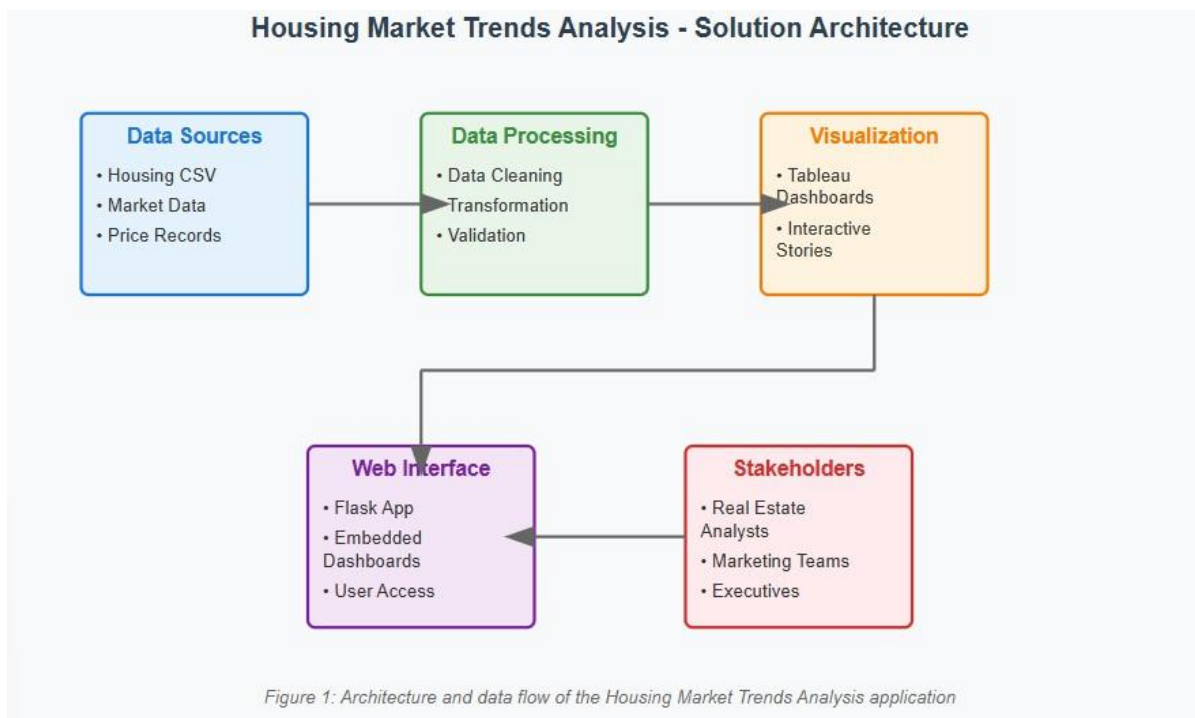 Housing Market Trends Analysis - Solution Architecture
Data Sources
• Housing CSV
• Market Data
• Price Records
Data Processing
• Data Cleaning
Transformation
• Validation
Visualization
• Tableau
Dashboards
• Interactive
Stories
Web Interface
• Flask App
• Embedded
Dashboards
• User Access
Stakeholders
• Real Estate
Analysts
• Marketing Teams
• Executives
Figure 1: Architecture and data flow of the Housing Market Trends Analysis application